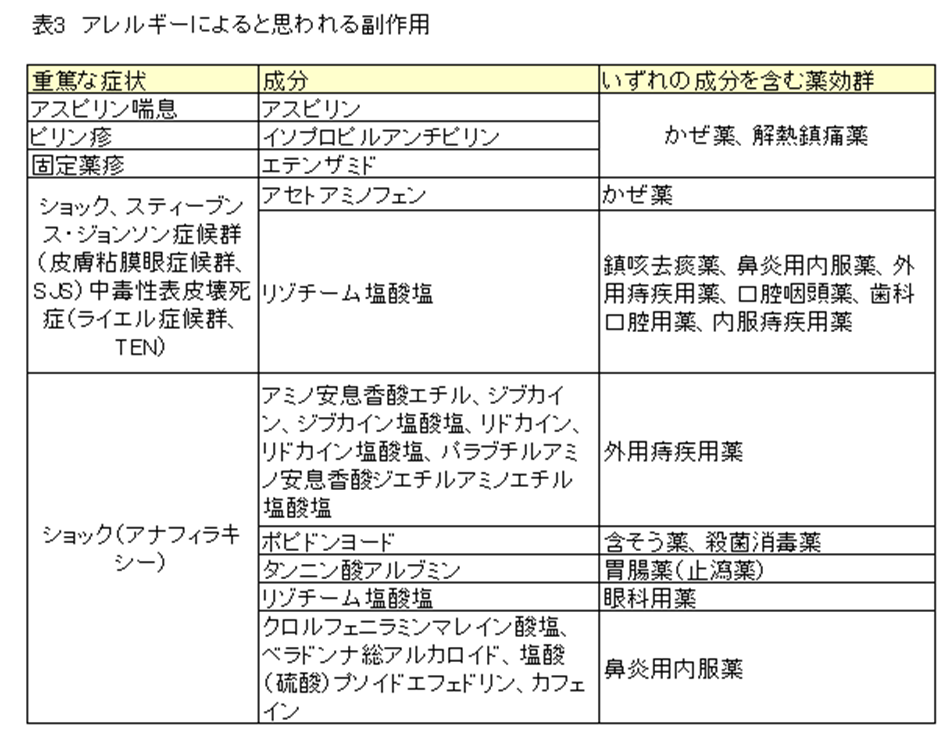 表3　アレルギーによると思われる副作用
重篤な症状
成分
いずれの成分を含む薬効群
アスピリン喘息
アスピリン
かぜ薬、解熱鎮痛薬
ピリン疹
イソプロピルアンチピリン
固定薬疹
エテンザミド
ショック、スティーブン
ス・ジョンソン症候群
(皮膚粘膜眼症候群、
SJS)中毒性表皮壊死
症(ライエル症候群、
TEN)
アセトアミノフェン
かぜ薬
リゾチーム塩酸塩
鎮咳去痰薬、鼻炎用内服薬、外
用痔疾用薬、口腔咽頭薬、歯科
口腔用薬、内服痔疾用薬
ショック(アナフィラキ
シー)
アミノ安息香酸エチル、ジブカイ
ン、ジブカイン塩酸塩、リドカイン、
リドカイン塩酸塩、パラブチルアミ
ノ安息香酸ジエチルアミノエチル
塩酸塩
外用痔疾用薬
ポビドンヨード
含そう薬、殺菌消毒薬
タンニン酸アルブミン
胃腸薬(止瀉薬)
リゾチーム塩酸塩
眼科用薬
クロルフェニラミンマレイン酸塩、
ベラドンナ総アルカロイド、塩酸
(硫酸)プソイドエフェドリン、カフェ
イン
鼻炎用内服薬